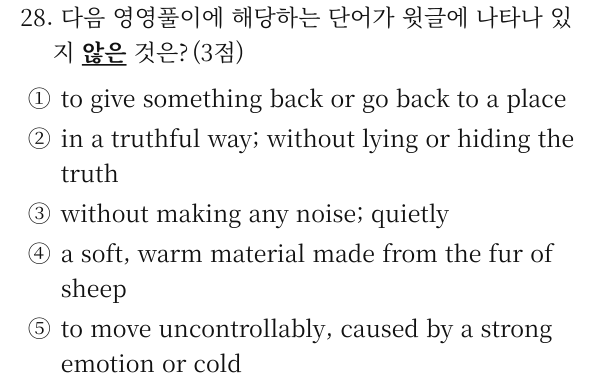 28. 다음 영영풀이에 해당하는 단어가 윗글에 나타나 있
지 않은 것은? (3점)
① to give something back or go back to a place
② in a truthful way; without lying or hiding the
truth
③ without making any noise; quietly
④ a soft, warm material made from the fur of
sheep
⑤ to move uncontrollably, caused by a strong
emotion or cold